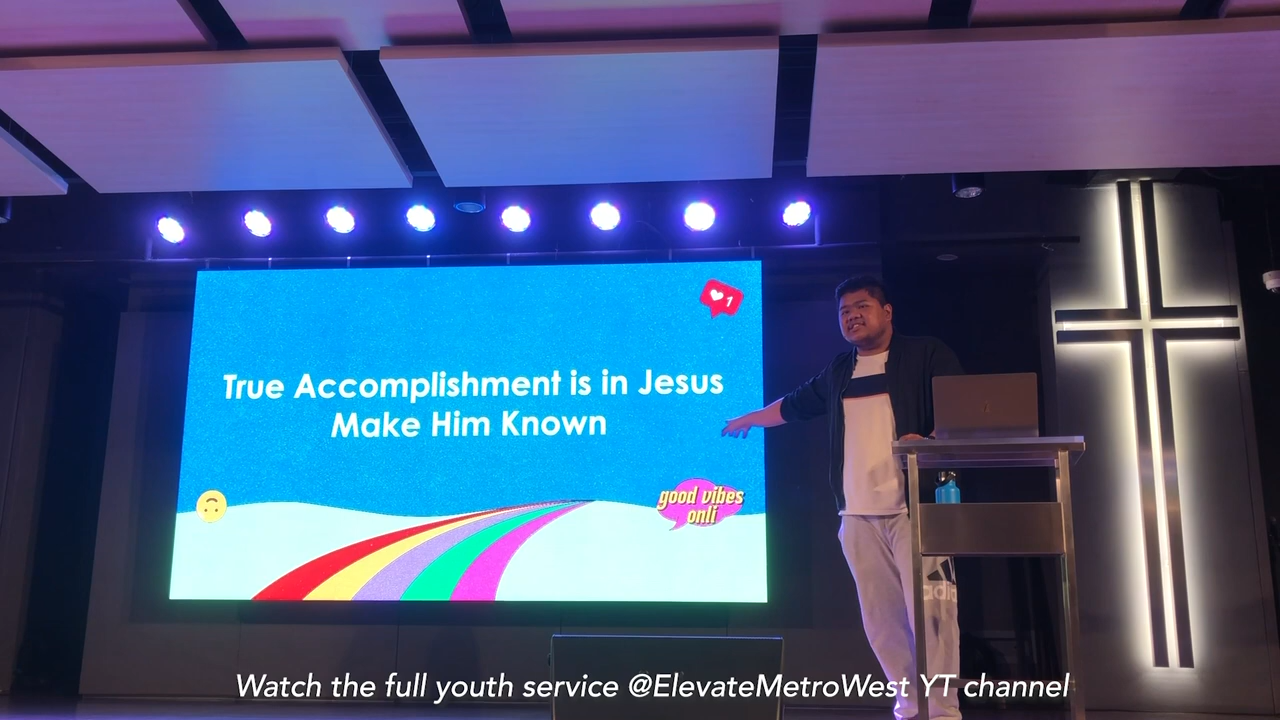 1
True Accomplishment is in Jesus
Make Him Known
good vibes
onli
adidas
Watch the full youth service @ElevateMetroWest YT channel